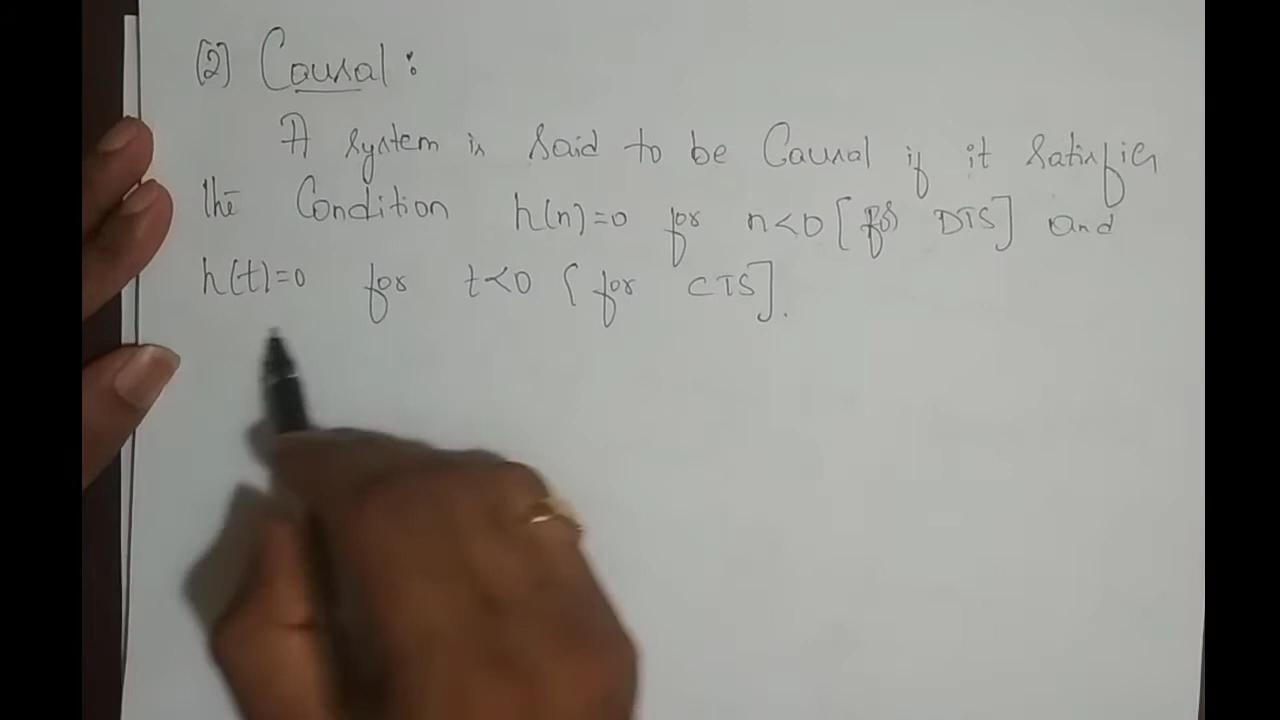 (2) Causal :
A system is said to be Causal if it satisfies
the Condition h(n)=0 for n<0 [for DTS] and
h(t)=0 for t<0 [for CTS].